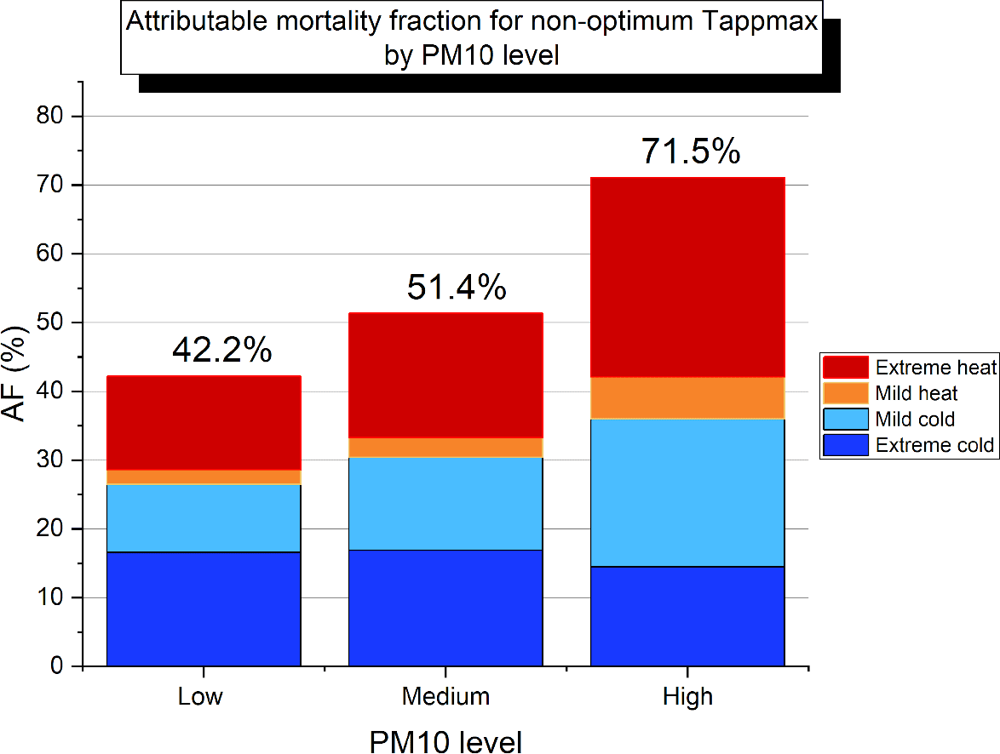 Attributable mortality fraction for non-optimum Tappmax
by PM10 level
80
70
60
50
40
30
20
10
0
AF (%)
42.2%
51.4%
71.5%
Extreme heat
Mild heat
Mild cold
Extreme cold
Low
Medium
High
PM10 level